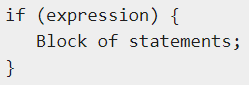 if (expression) {
   Block of statements;
}